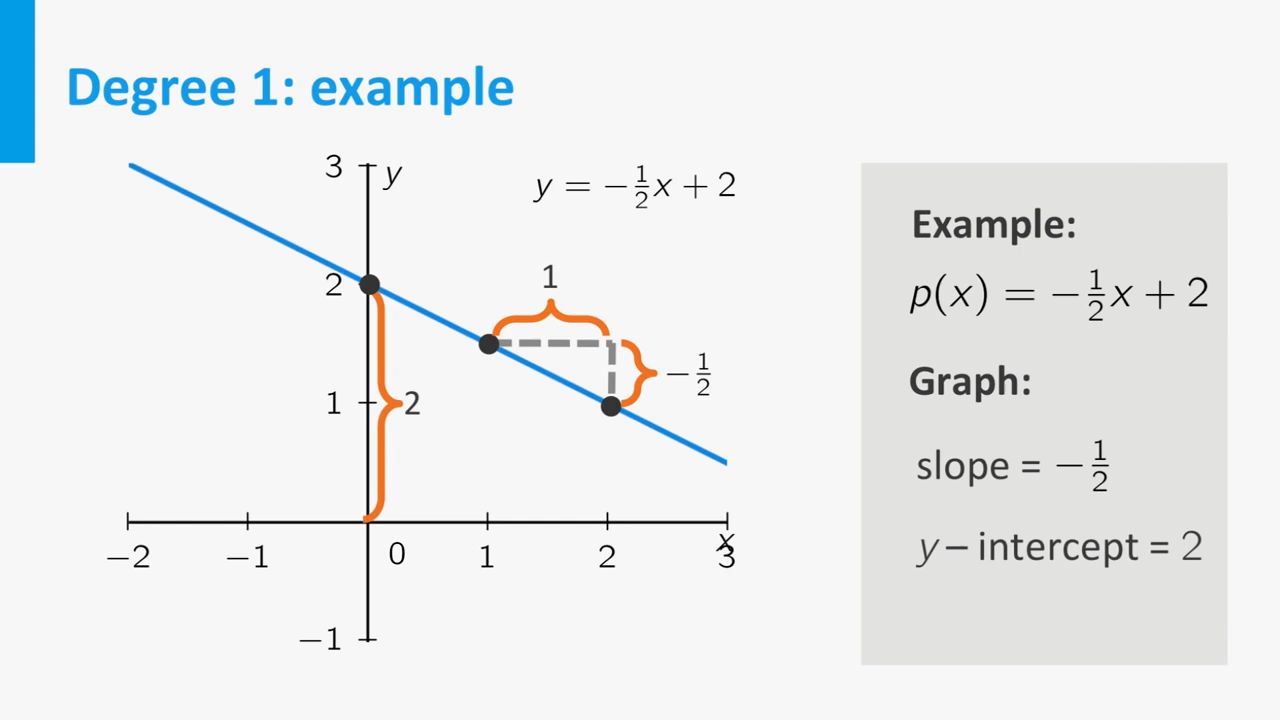 Degree 1: example
3 y
y = −½x + 2
2
1
−½
1
2
−2 −1 0 1 2 3 x
−1
Example:
p(x) = −½x + 2
Graph:
slope = −½
y – intercept = 2